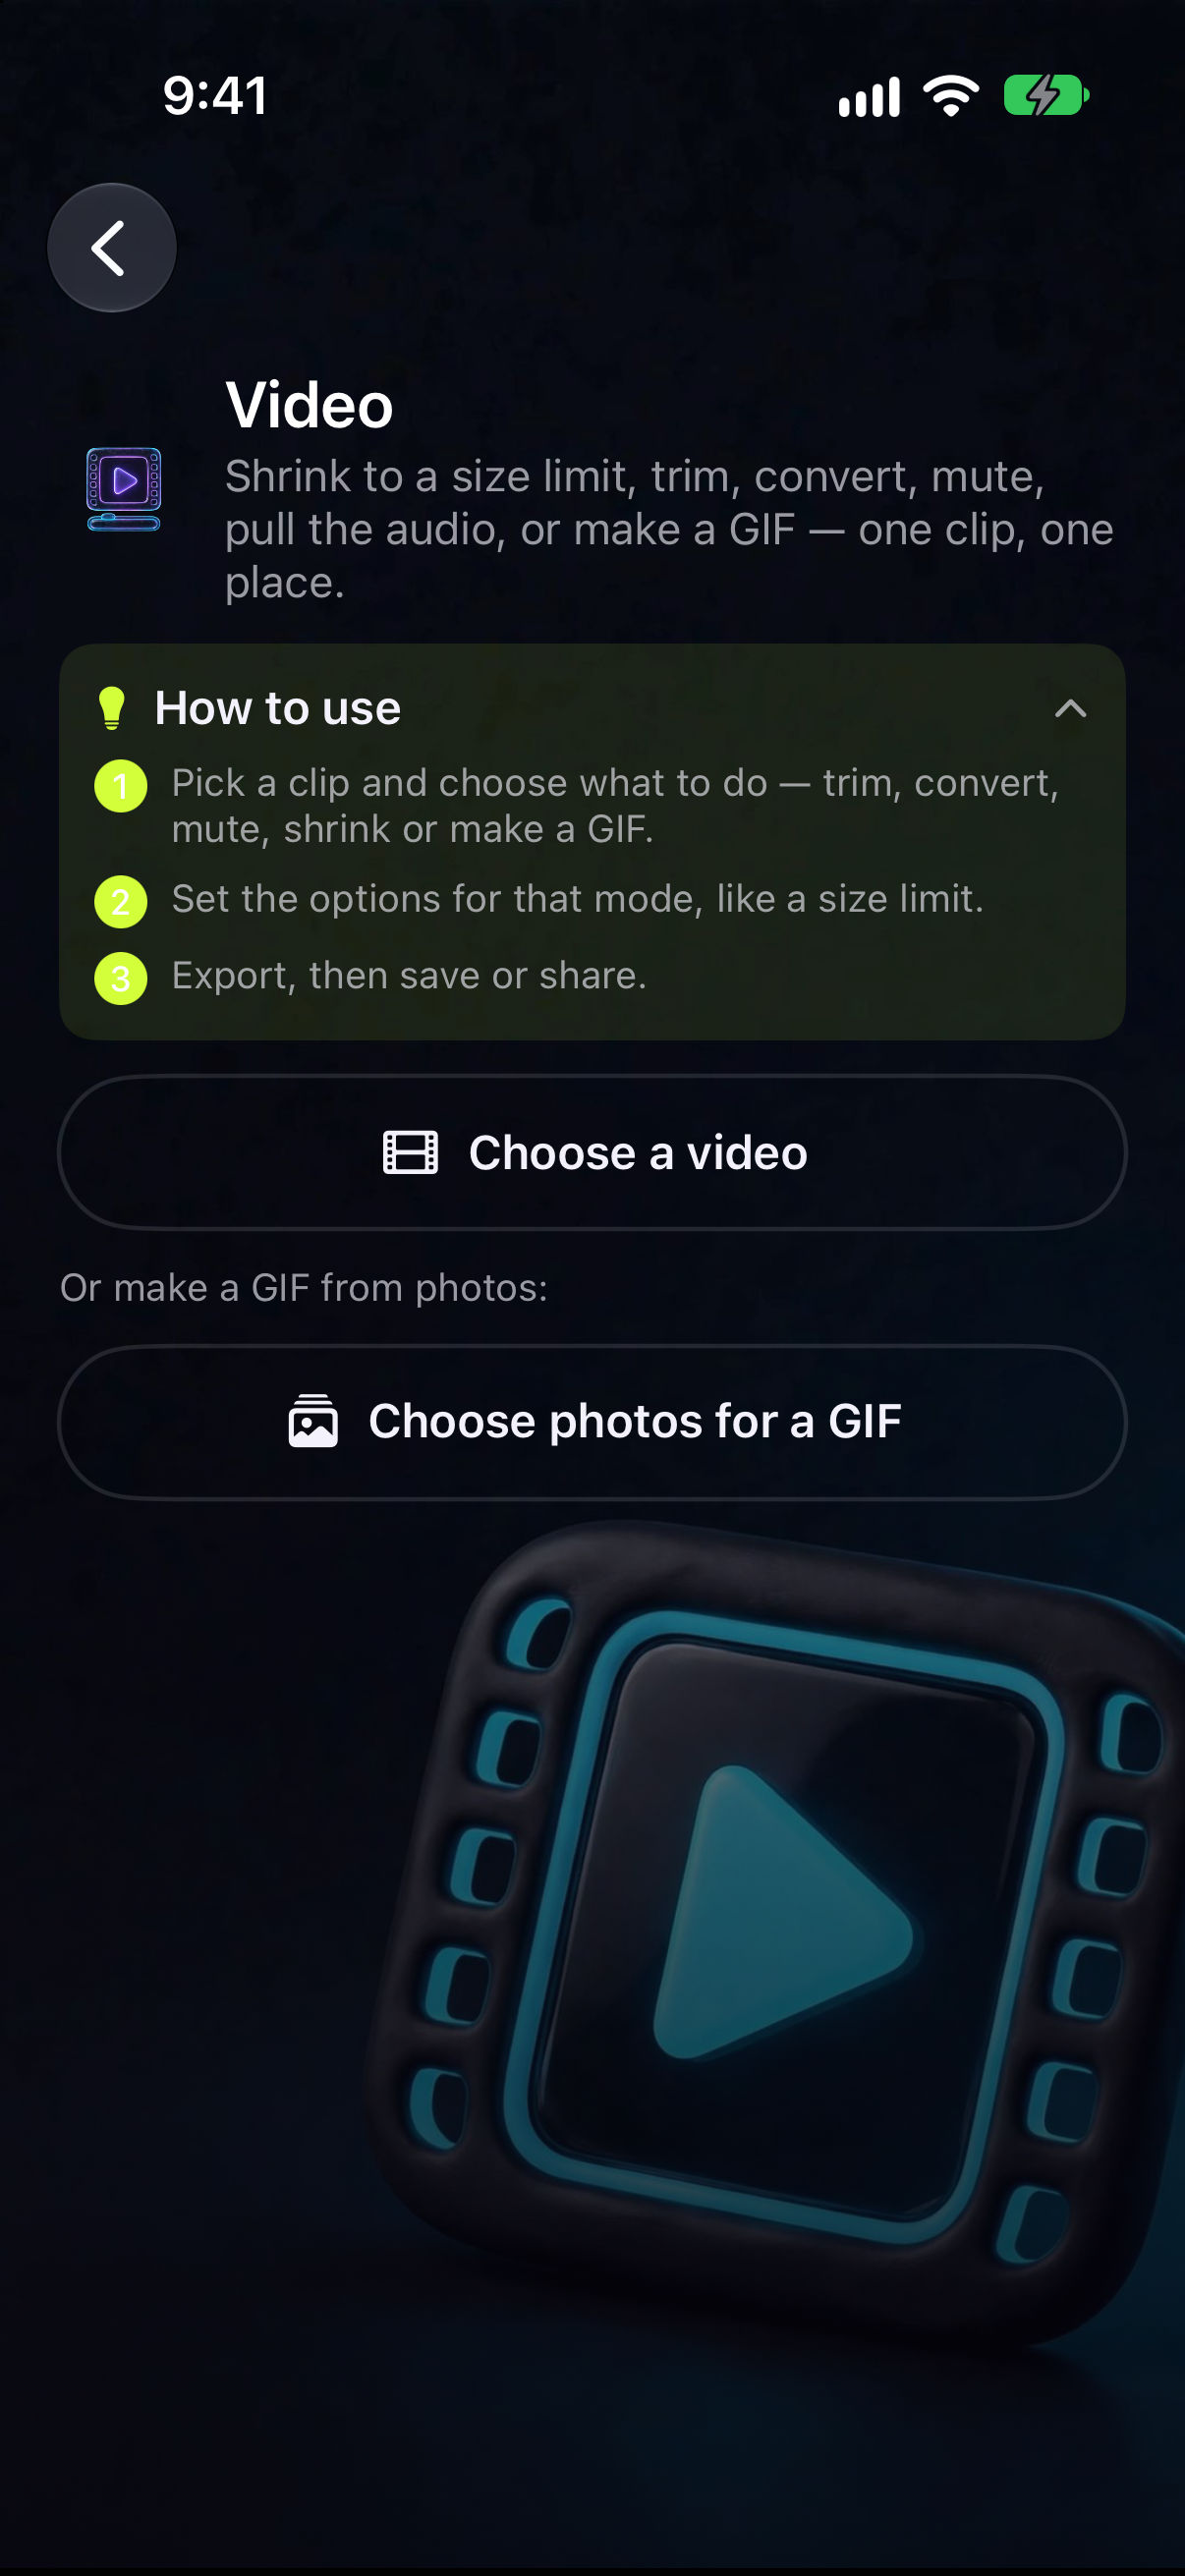 9:41
Video
Shrink to a size limit, trim, convert, mute,
pull the audio, or make a GIF — one clip, one
place.
How to use
1 Pick a clip and choose what to do — trim, convert,
mute, shrink or make a GIF.
2 Set the options for that mode, like a size limit.
3 Export, then save or share.
Choose a video
Or make a GIF from photos:
Choose photos for a GIF